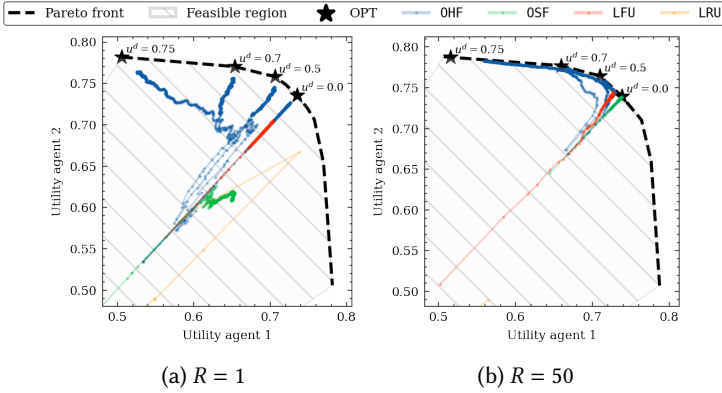 Pareto front Feasible region OPT OHF OSF LFU LRU
0.80
0.75
0.70
0.65
0.60
0.55
0.50
Utility agent 2
u^d = 0.75
u^d = 0.7
u^d = 0.5
u^d = 0.0
0.5 0.6 0.7 0.8
Utility agent 1
(a) R = 1
0.80
0.75
0.70
0.65
0.60
0.55
0.50
Utility agent 2
u^d = 0.75
u^d = 0.7
u^d = 0.5
u^d = 0.0
0.5 0.6 0.7 0.8
Utility agent 1
(b) R = 50